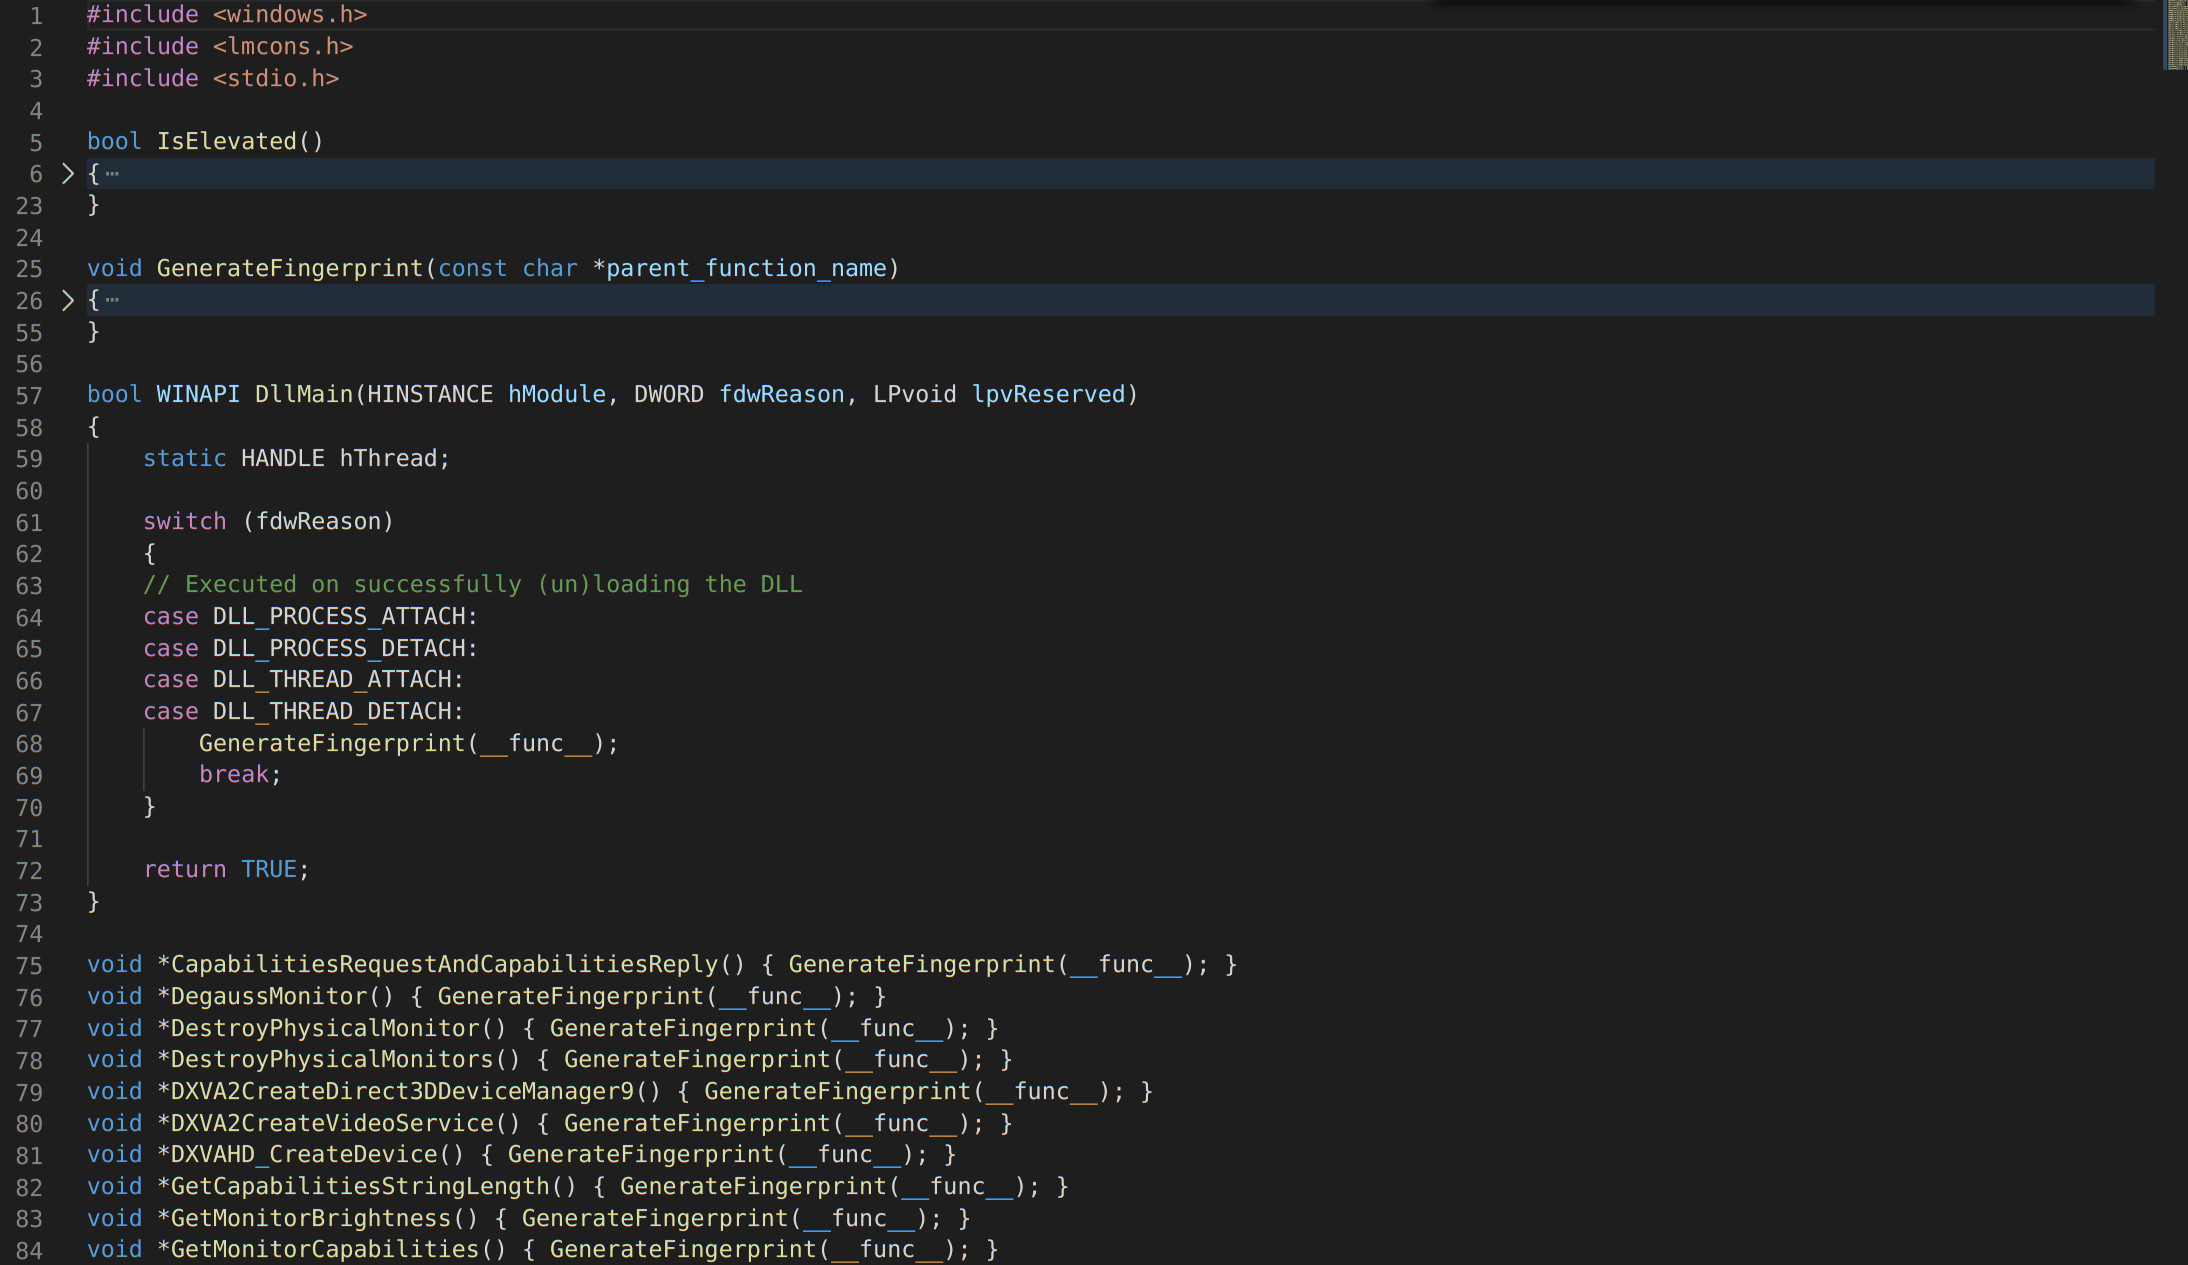 1 #include <windows.h>
2 #include <lmcons.h>
3 #include <stdio.h>
4
5 bool IsElevated()
6 {···
23 }
24
25 void GenerateFingerprint(const char *parent_function_name)
26 {···
55 }
56
57 bool WINAPI DllMain(HINSTANCE hModule, DWORD fdwReason, LPvoid lpvReserved)
58 {
59     static HANDLE hThread;
60
61     switch (fdwReason)
62     {
63     // Executed on successfully (un)loading the DLL
64     case DLL_PROCESS_ATTACH:
65     case DLL_PROCESS_DETACH:
66     case DLL_THREAD_ATTACH:
67     case DLL_THREAD_DETACH:
68         GenerateFingerprint(__func__);
69         break;
70     }
71
72     return TRUE;
73 }
74
75 void *CapabilitiesRequestAndCapabilitiesReply() { GenerateFingerprint(__func__); }
76 void *DegaussMonitor() { GenerateFingerprint(__func__); }
77 void *DestroyPhysicalMonitor() { GenerateFingerprint(__func__); }
78 void *DestroyPhysicalMonitors() { GenerateFingerprint(__func__); }
79 void *DXVA2CreateDirect3DDeviceManager9() { GenerateFingerprint(__func__); }
80 void *DXVA2CreateVideoService() { GenerateFingerprint(__func__); }
81 void *DXVAHD_CreateDevice() { GenerateFingerprint(__func__); }
82 void *GetCapabilitiesStringLength() { GenerateFingerprint(__func__); }
83 void *GetMonitorBrightness() { GenerateFingerprint(__func__); }
84 void *GetMonitorCapabilities() { GenerateFingerprint(__func__); }